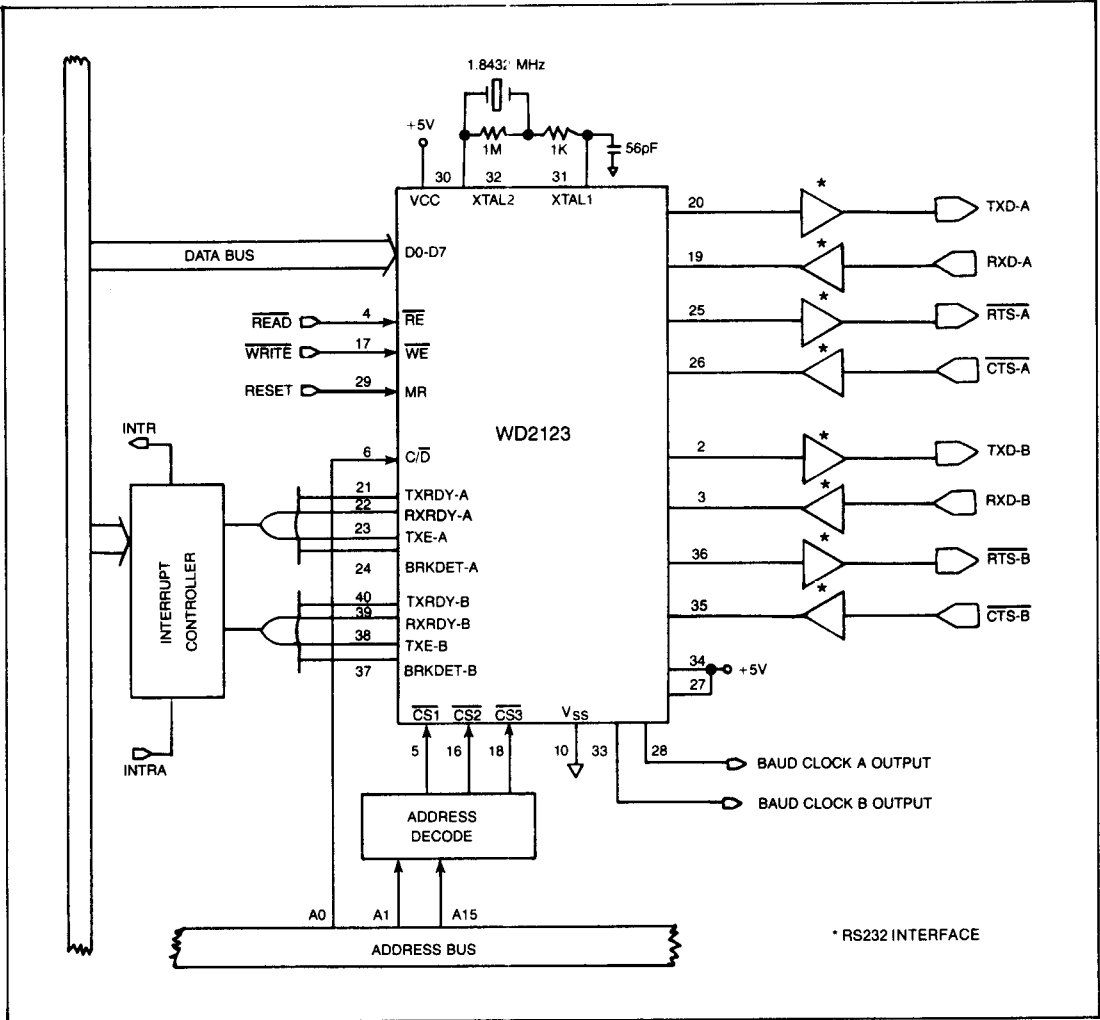 1.8432 MHz
+5V
1M
1K
56pF
30
32
31
VCC
XTAL2
XTAL1
20
*
TXD-A
DATA BUS
D0-D7
19
*
RXD-A
25
*
RTS-A
READ
4
RE
WRITE
17
WE
26
*
CTS-A
RESET
29
MR
INTR
WD2123
6
C/D
2
*
TXD-B
21
TXRDY-A
22
RXRDY-A
3
*
RXD-B
23
TXE-A
24
BRKDET-A
36
*
RTS-B
INTERRUPT
CONTROLLER
40
TXRDY-B
39
RXRDY-B
35
*
CTS-B
38
TXE-B
37
BRKDET-B
34
+5V
27
CS1
CS2
CS3
VSS
5
16
18
10
33
28
INTRA
BAUD CLOCK A OUTPUT
BAUD CLOCK B OUTPUT
ADDRESS
DECODE
A0
A1
A15
ADDRESS BUS
* RS232 INTERFACE